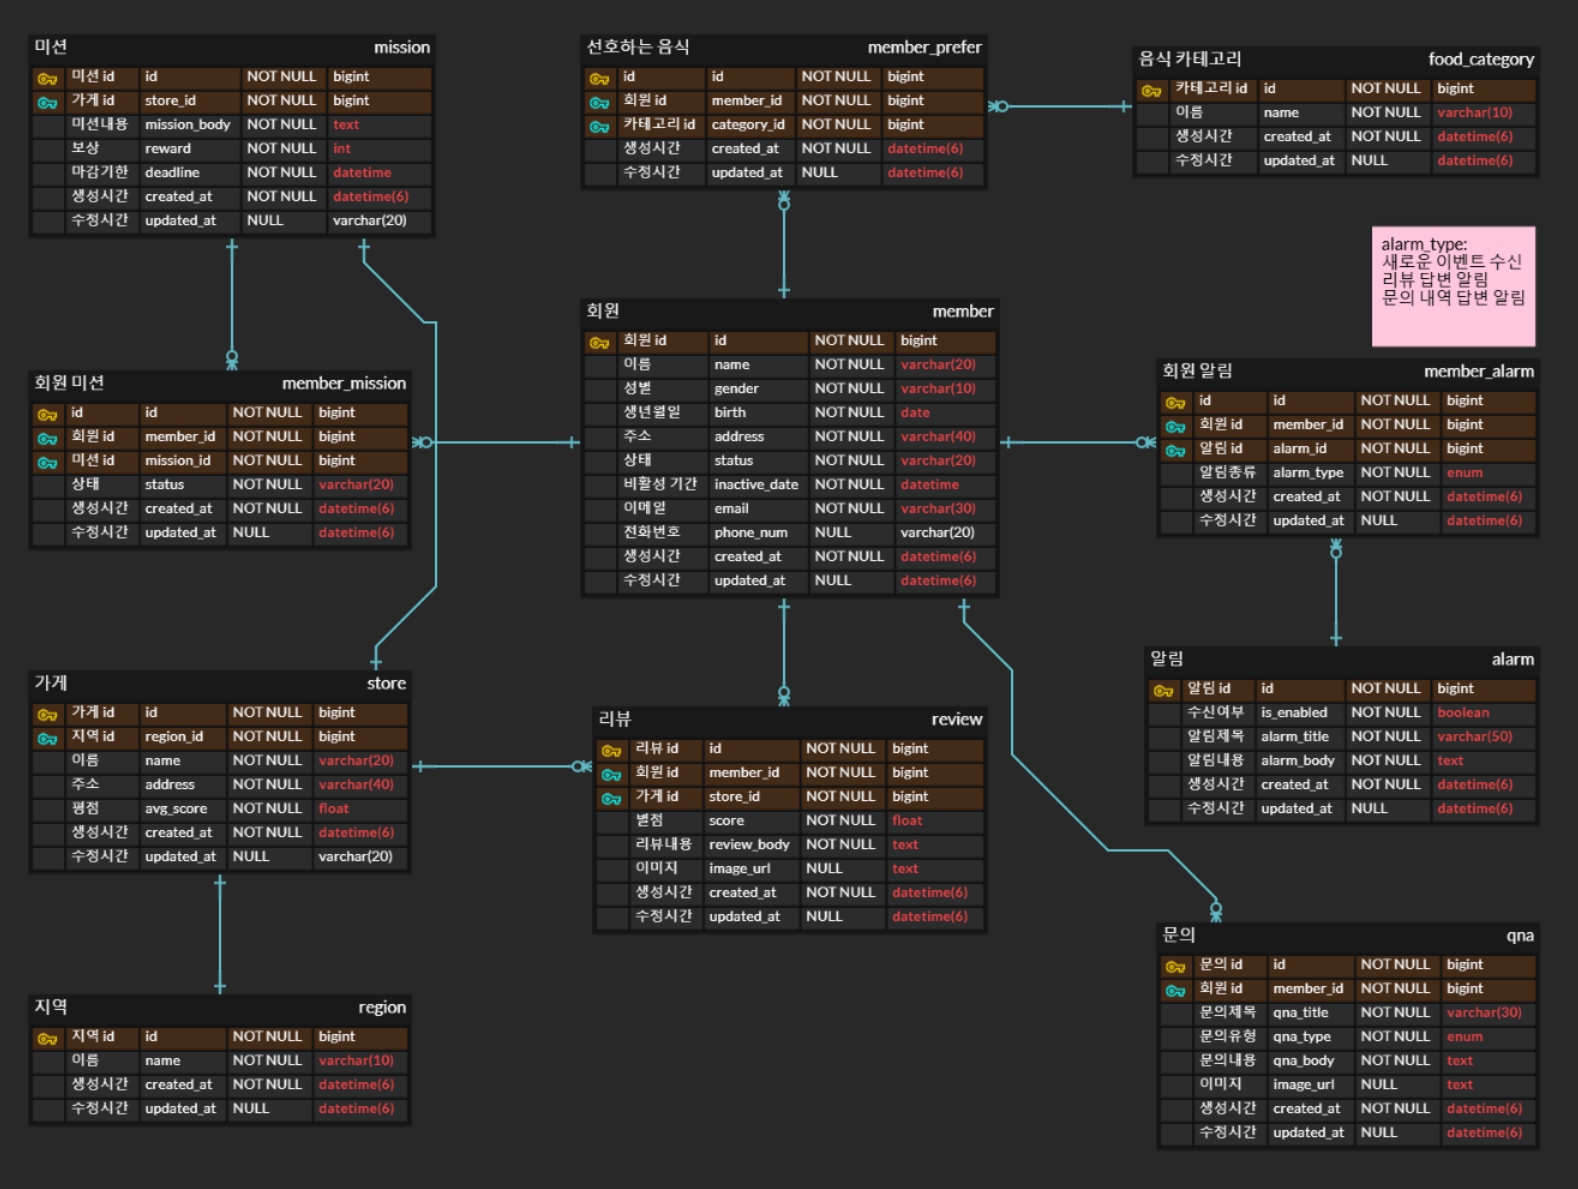 미션 mission
미션 id id NOT NULL bigint
가게 id store_id NOT NULL bigint
미션내용 mission_body NOT NULL text
보상 reward NOT NULL int
마감기한 deadline NOT NULL datetime
생성시간 created_at NOT NULL datetime(6)
수정시간 updated_at NULL varchar(20)
선호하는 음식 member_prefer
id id NOT NULL bigint
회원 id member_id NOT NULL bigint
카테고리 id category_id NOT NULL bigint
생성시간 created_at NOT NULL datetime(6)
수정시간 updated_at NULL datetime(6)
음식 카테고리 food_category
카테고리 id id NOT NULL bigint
이름 name NOT NULL varchar(10)
생성시간 created_at NOT NULL datetime(6)
수정시간 updated_at NULL datetime(6)
alarm_type:
새로운 이벤트 수신
리뷰 답변 알림
문의 내역 답변 알림
회원 member
회원 id id NOT NULL bigint
이름 name NOT NULL varchar(20)
성별 gender NOT NULL varchar(10)
생년월일 birth NOT NULL date
주소 address NOT NULL varchar(40)
상태 status NOT NULL varchar(20)
비활성 기간 inactive_date NOT NULL datetime
이메일 email NOT NULL varchar(30)
전화번호 phone_num NULL varchar(20)
생성시간 created_at NOT NULL datetime(6)
수정시간 updated_at NULL datetime(6)
회원 미션 member_mission
id id NOT NULL bigint
회원 id member_id NOT NULL bigint
미션 id mission_id NOT NULL bigint
상태 status NOT NULL varchar(20)
생성시간 created_at NOT NULL datetime(6)
수정시간 updated_at NULL datetime(6)
회원 알림 member_alarm
id id NOT NULL bigint
회원 id member_id NOT NULL bigint
알림 id alarm_id NOT NULL bigint
알림종류 alarm_type NOT NULL enum
생성시간 created_at NOT NULL datetime(6)
수정시간 updated_at NULL datetime(6)
가게 store
가게 id id NOT NULL bigint
지역 id region_id NOT NULL bigint
이름 name NOT NULL varchar(20)
주소 address NOT NULL varchar(40)
평점 avg_score NOT NULL float
생성시간 created_at NOT NULL datetime(6)
수정시간 updated_at NULL varchar(20)
리뷰 review
리뷰 id id NOT NULL bigint
회원 id member_id NOT NULL bigint
가게 id store_id NOT NULL bigint
별점 score NOT NULL float
리뷰내용 review_body NOT NULL text
이미지 image_url NULL text
생성시간 created_at NOT NULL datetime(6)
수정시간 updated_at NULL datetime(6)
알림 alarm
알림 id id NOT NULL bigint
수신여부 is_enabled NOT NULL boolean
알림제목 alarm_title NOT NULL varchar(50)
알림내용 alarm_body NOT NULL text
생성시간 created_at NOT NULL datetime(6)
수정시간 updated_at NULL datetime(6)
지역 region
지역 id id NOT NULL bigint
이름 name NOT NULL varchar(10)
생성시간 created_at NOT NULL datetime(6)
수정시간 updated_at NULL datetime(6)
문의 qna
문의 id id NOT NULL bigint
회원 id member_id NOT NULL bigint
문의제목 qna_title NOT NULL varchar(30)
문의유형 qna_type NOT NULL enum
문의내용 qna_body NOT NULL text
이미지 image_url NULL text
생성시간 created_at NOT NULL datetime(6)
수정시간 updated_at NULL datetime(6)